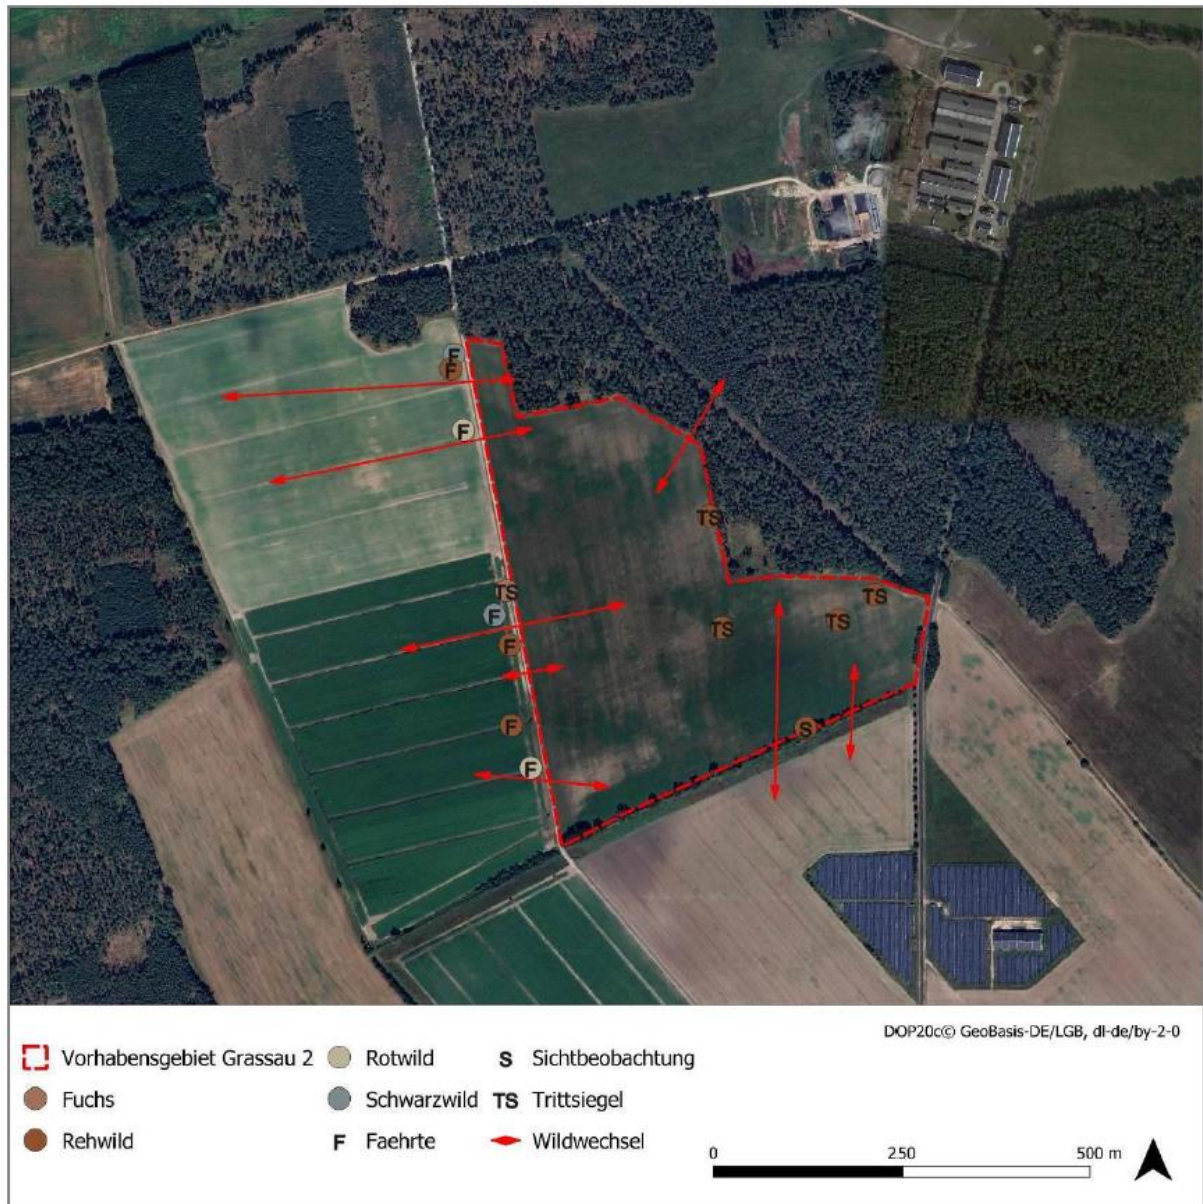 F
F
F
TS
TS
F
TS
TS
TS
F
F
S
F
DOP20c© GeoBasis-DE/LGB, dl-de/by-2-0
Vorhabensgebiet Grassau 2
Rotwild
S Sichtbeobachtung
Fuchs
Schwarzwild
TS Trittsiegel
Rehwild
F Faehrte
Wildwechsel
0 250 500 m